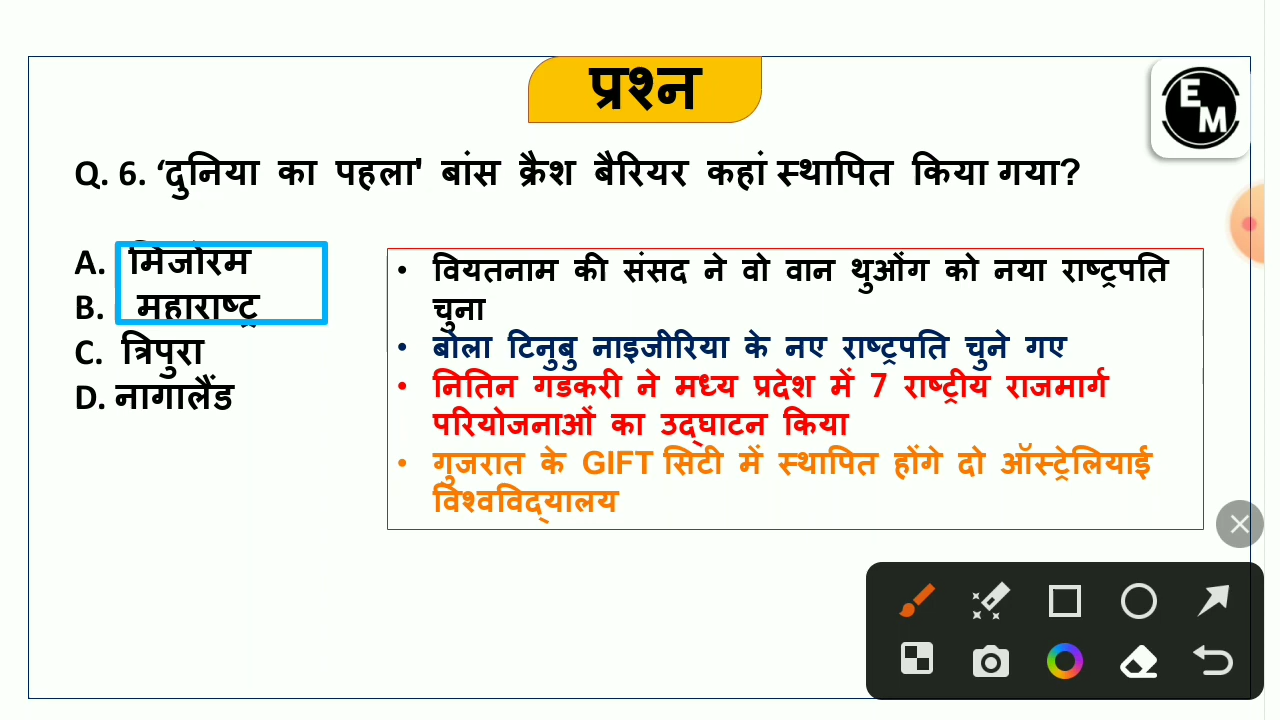 प्रश्न
EM
Q. 6. ‘दुनिया का पहला' बांस क्रैश बैरियर कहां स्थापित किया गया?
A. मिजोरम
B. महाराष्ट्र
C. त्रिपुरा
D. नागालैंड
• वियतनाम की संसद ने वो वान थुओंग को नया राष्ट्रपति
चुना
• बोला टिनुबु नाइजीरिया के नए राष्ट्रपति चुने गए
• नितिन गडकरी ने मध्य प्रदेश में 7 राष्ट्रीय राजमार्ग
परियोजनाओं का उद्घाटन किया
• गुजरात के GIFT सिटी में स्थापित होंगे दो ऑस्ट्रेलियाई
विश्वविद्यालय